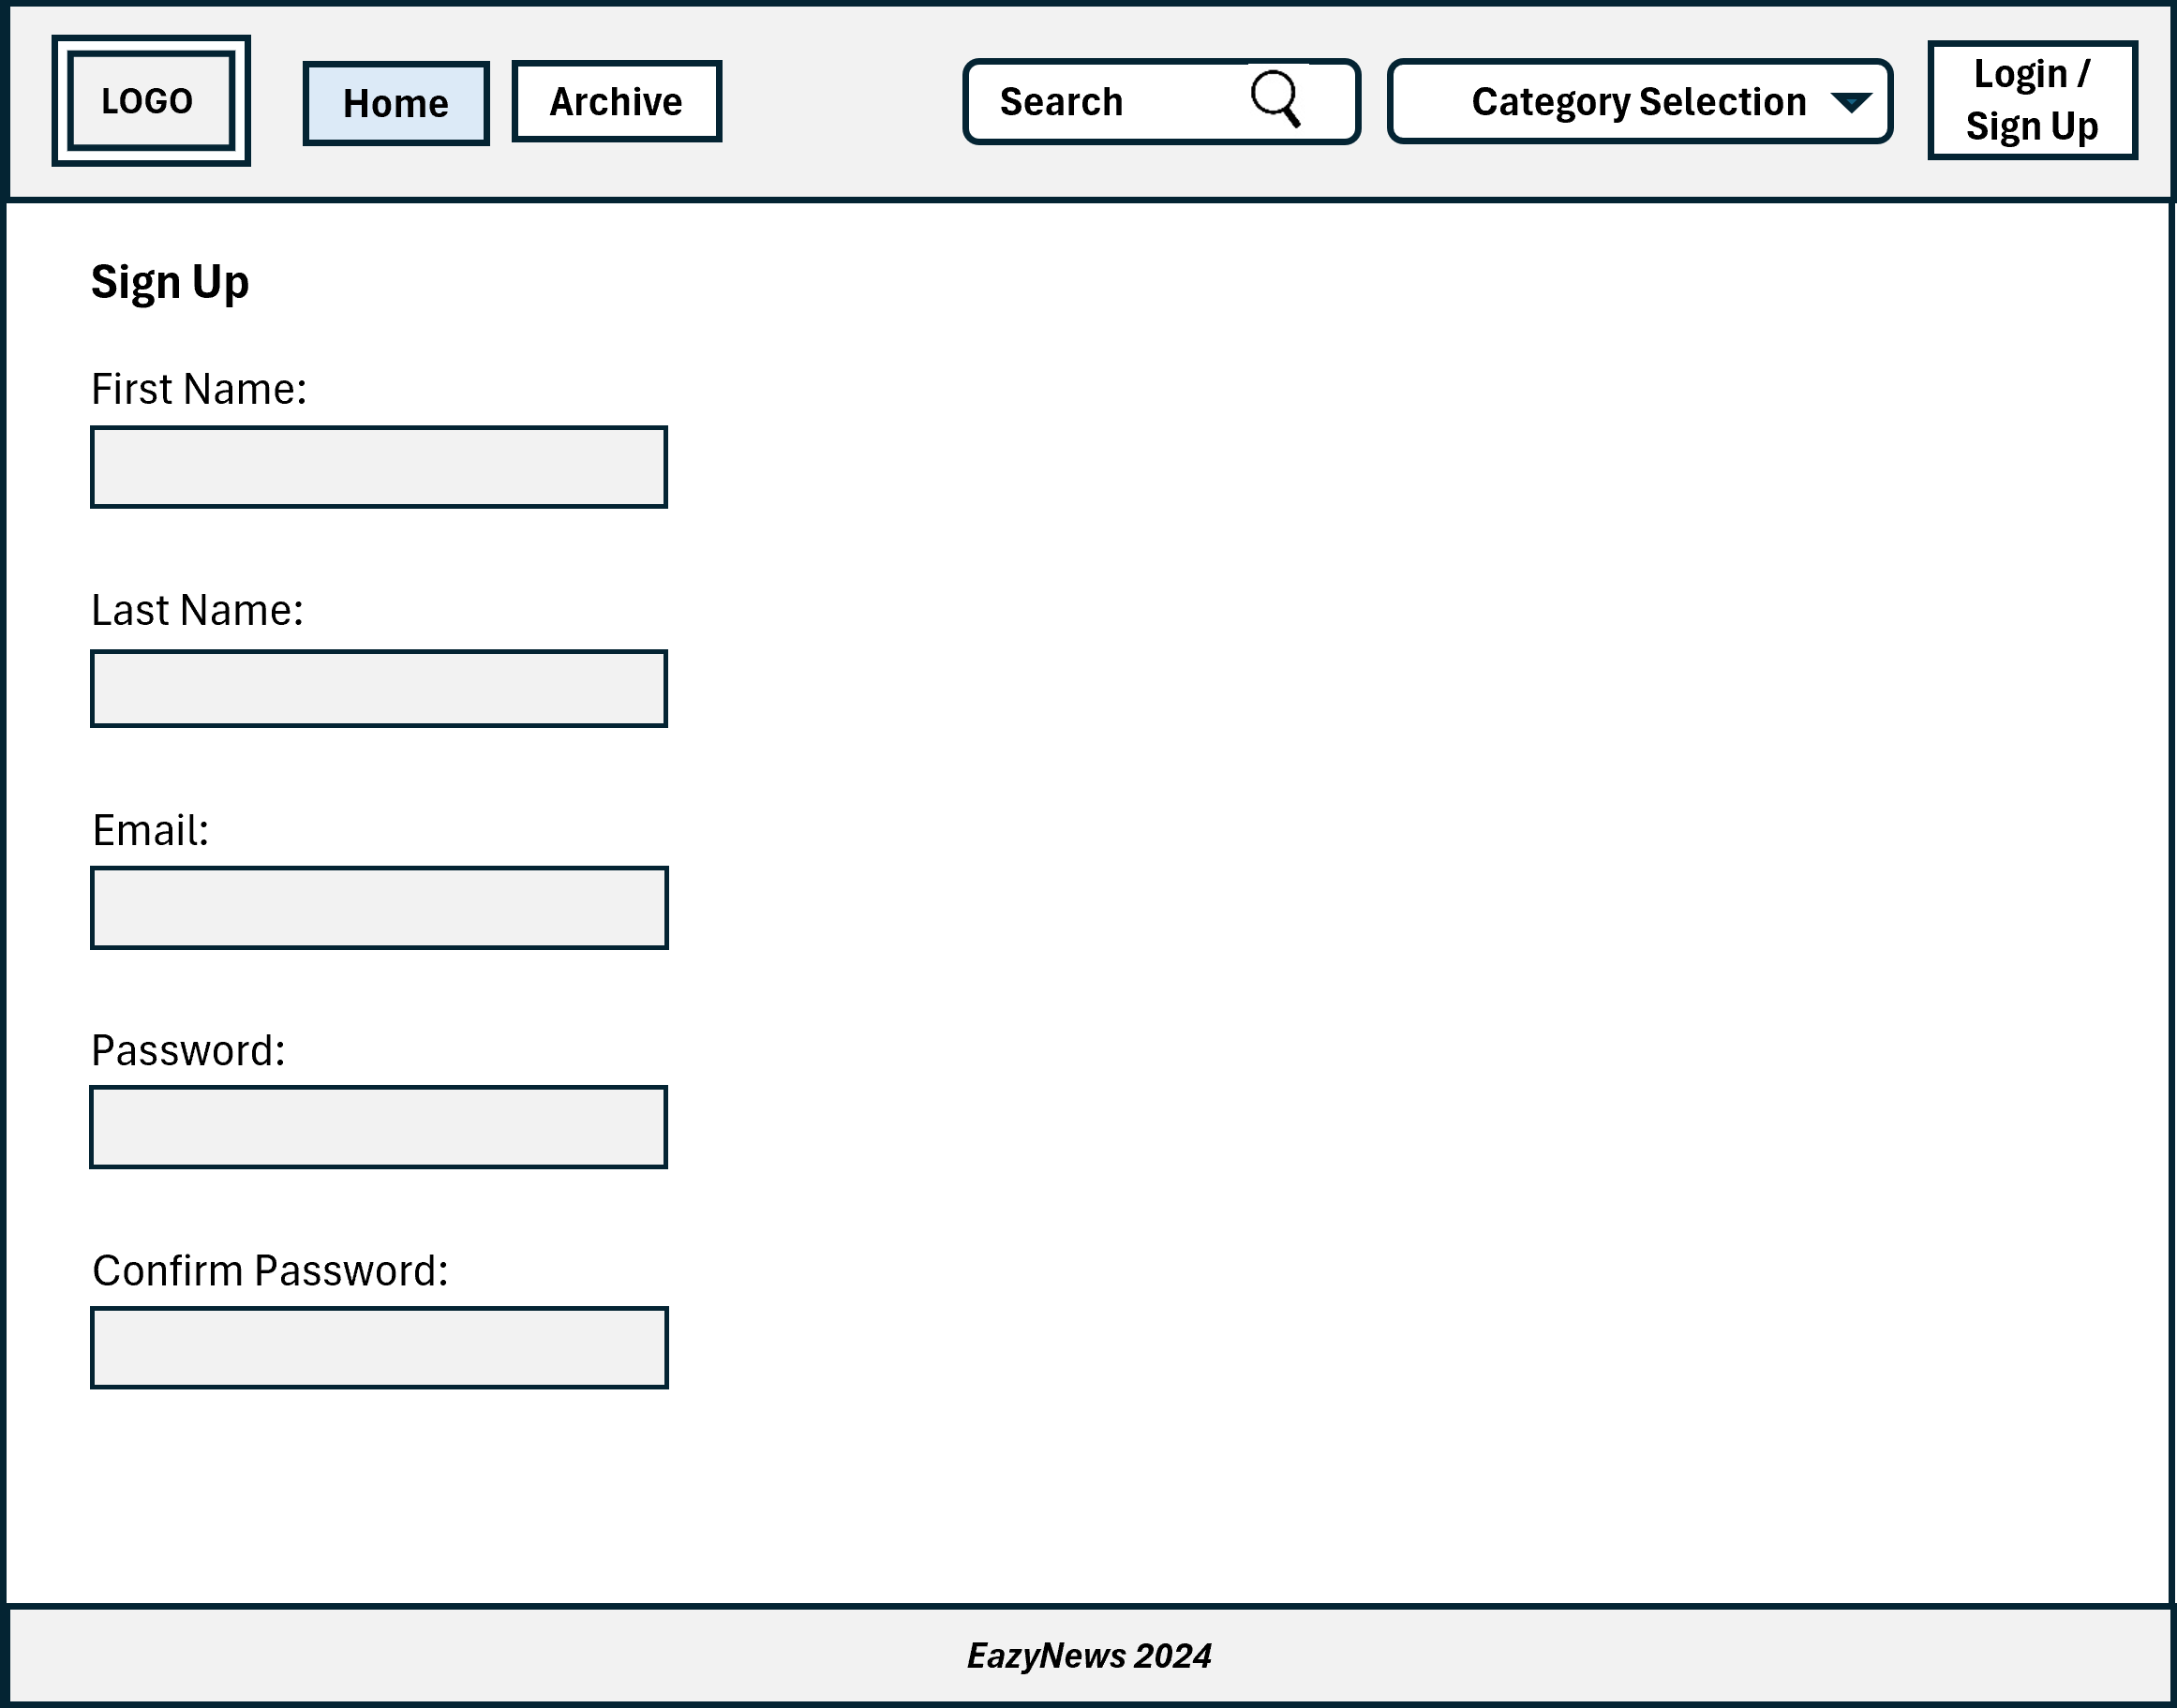 LOGO
Home
Archive
Search
Category Selection
Login /
Sign Up
Sign Up
First Name:
Last Name:
Email:
Password:
Confirm Password:
EazyNews 2024